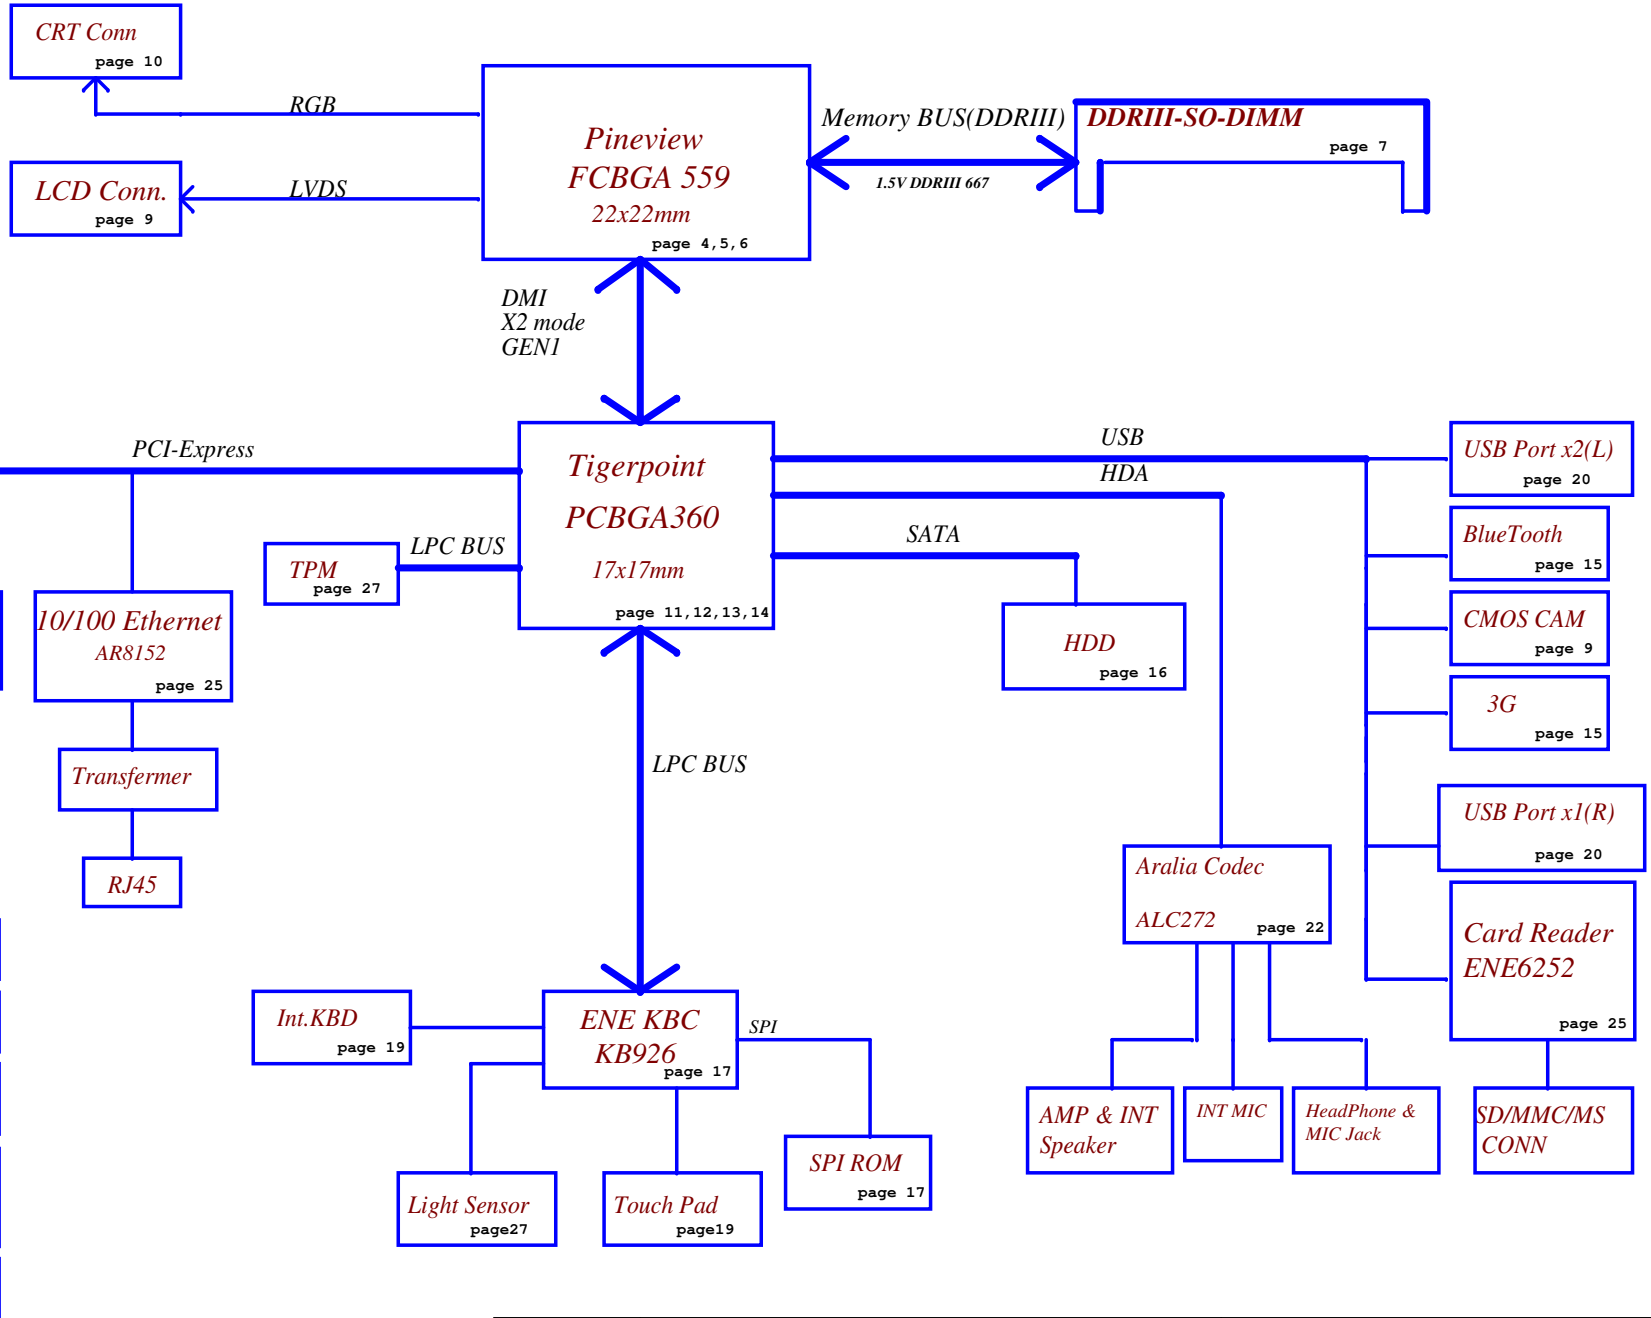 CRT Conn
page 10
RGB
LCD Conn.
page 9
LVDS
Pineview
FCBGA 559
22x22mm
page 4,5,6
Memory BUS(DDRIII)
1.5V DDRIII 667
DDRIII-SO-DIMM
page 7
DMI
X2 mode
GEN1
PCI-Express
Tigerpoint
PCBGA360
17x17mm
page 11,12,13,14
LPC BUS
TPM
page 27
10/100 Ethernet
AR8152
page 25
Transfermer
RJ45
USB
HDA
SATA
HDD
page 16
USB Port x2(L)
page 20
BlueTooth
page 15
CMOS CAM
page 9
3G
page 15
USB Port x1(R)
page 20
Card Reader
ENE6252
page 25
SD/MMC/MS
CONN
Aralia Codec
ALC272
page 22
AMP & INT
Speaker
INT MIC
HeadPhone &
MIC Jack
LPC BUS
ENE KBC
KB926
page 17
Int.KBD
page 19
SPI
SPI ROM
page 17
Light Sensor
page27
Touch Pad
page19